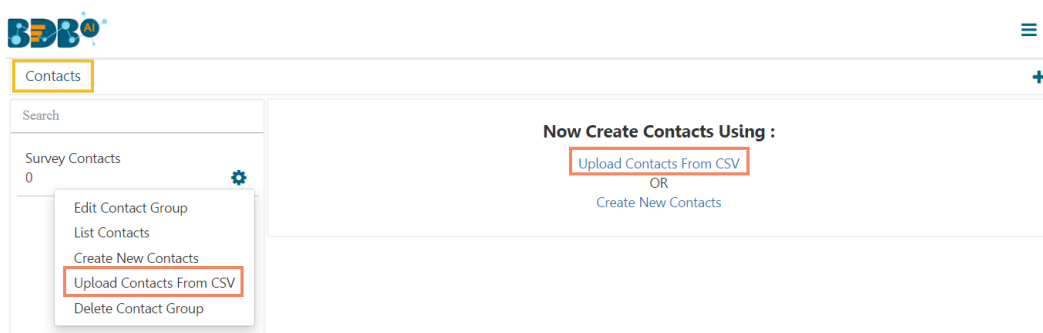 BDB AI
Contacts
Search
Survey Contacts
0
Edit Contact Group
List Contacts
Create New Contacts
Upload Contacts From CSV
Delete Contact Group
Now Create Contacts Using :
Upload Contacts From CSV
OR
Create New Contacts